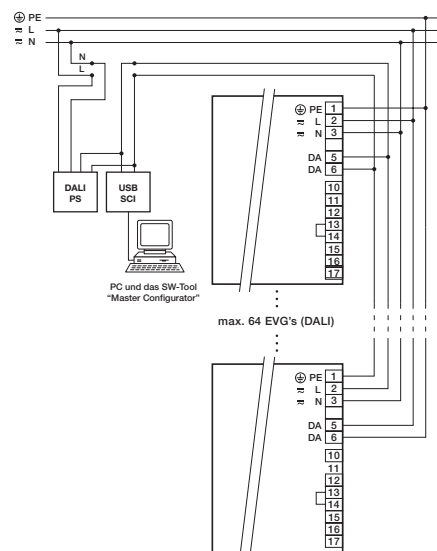 PE
L
N
N
L
PE 1
L 2
N 3
DA 5
DA 6
10
11
12
13
14
15
16
17
DALI
PS
USB
SCI
PC und das SW-Tool
"Master Configurator"
max. 64 EVG's (DALI)
PE 1
L 2
N 3
DA 5
DA 6
10
11
12
13
14
15
16
17